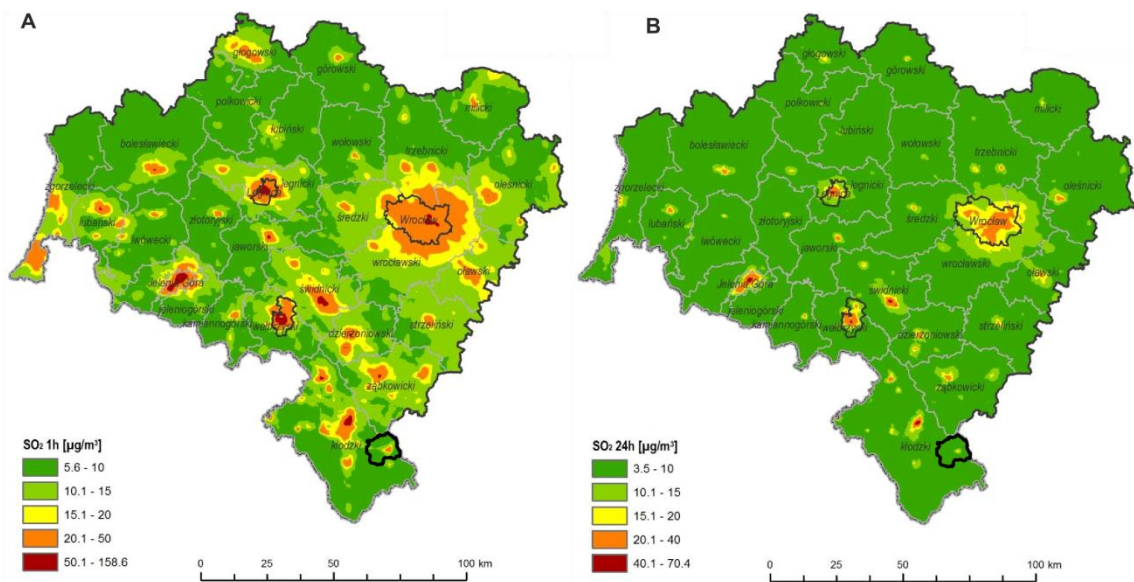 A
głogowski
górowski
polkowicki
milicki
lubiński
bolesławiecki
wołowski
trzebnicki
zgorzelecki
legnicki
Legnica
oleśnicki
lubański
złotoryjski
średzki
Wrocław
lwówecki
jaworski
wrocławski
oławski
Jelenia Góra
świdnicki
jeleniogórski
kamiennogórski
wałbrzyski
dzierżoniowski
strzeliński
ząbkowicki
kłodzki
SO₂ 1h [µg/m³]
5.6 - 10
10.1 - 15
15.1 - 20
20.1 - 50
50.1 - 158.6
0 25 50 100 km
B
głogowski
górowski
polkowicki
milicki
lubiński
bolesławiecki
wołowski
trzebnicki
zgorzelecki
legnicki
Legnica
oleśnicki
lubański
złotoryjski
średzki
Wrocław
lwówecki
jaworski
wrocławski
oławski
Jelenia Góra
świdnicki
jeleniogórski
kamiennogórski
wałbrzyski
dzierżoniowski
strzeliński
ząbkowicki
kłodzki
SO₂ 24h [µg/m³]
3.5 - 10
10.1 - 15
15.1 - 20
20.1 - 40
40.1 - 70.4
0 25 50 100 km